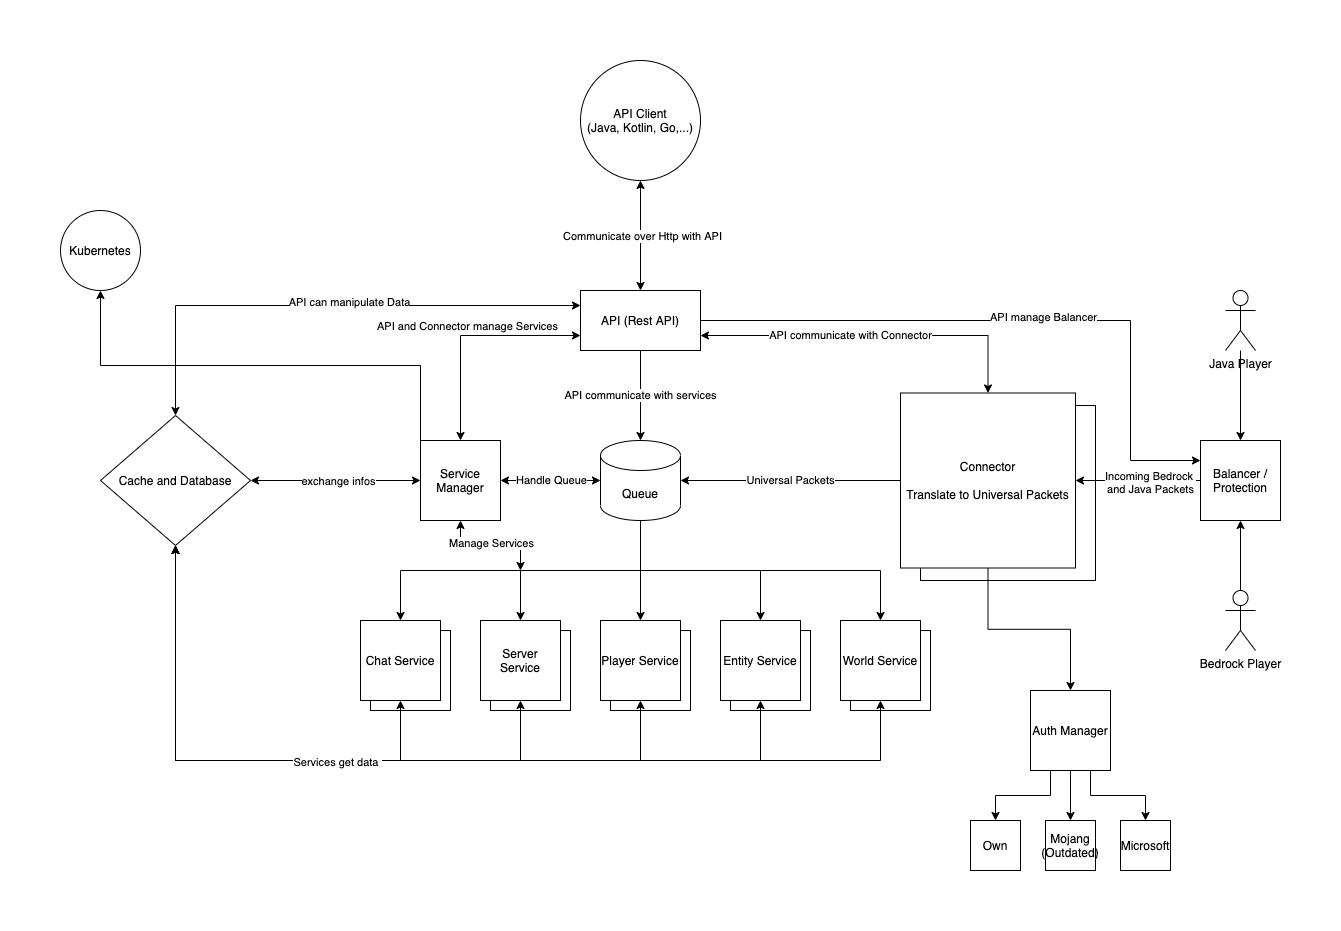 API Client
(Java, Kotlin, Go,...)
Communicate over Http with API
Kubernetes
API can manipulate Data
API and Connector manage Services
API (Rest API)
API manage Balancer
API communicate with Connector
Java Player
API communicate with services
Cache and Database
exchange infos
Service
Manager
Handle Queue
Queue
Universal Packets
Connector
Translate to Universal Packets
Incoming Bedrock
and Java Packets
Balancer /
Protection
Manage Services
Chat Service
Server
Service
Player Service
Entity Service
World Service
Bedrock Player
Services get data
Auth Manager
Own
Mojang
(Outdated)
Microsoft